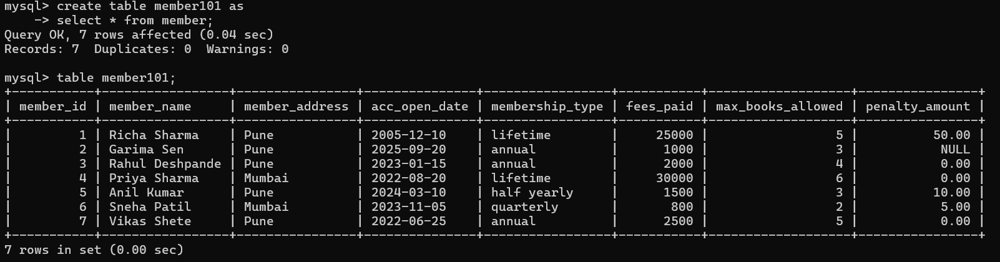 mysql> create table member101 as
    -> select * from member;
Query OK, 7 rows affected (0.04 sec)
Records: 7  Duplicates: 0  Warnings: 0

mysql> table member101;
+-----------+-----------------+----------------+---------------+-----------------+-----------+-------------------+----------------+
| member_id | member_name     | member_address | acc_open_date | membership_type | fees_paid | max_books_allowed | penalty_amount |
+-----------+-----------------+----------------+---------------+-----------------+-----------+-------------------+----------------+
|         1 | Richa Sharma    | Pune           | 2005-12-10    | lifetime        |     25000 |                 5 |          50.00 |
|         2 | Garima Sen      | Pune           | 2025-09-20    | annual          |      1000 |                 3 |           NULL |
|         3 | Rahul Deshpande | Pune           | 2023-01-15    | annual          |      2000 |                 4 |           0.00 |
|         4 | Priya Sharma    | Mumbai         | 2022-08-20    | lifetime        |     30000 |                 6 |           0.00 |
|         5 | Anil Kumar      | Pune           | 2024-03-10    | half yearly     |      1500 |                 3 |          10.00 |
|         6 | Sneha Patil     | Mumbai         | 2023-11-05    | quarterly       |       800 |                 2 |           5.00 |
|         7 | Vikas Shete     | Pune           | 2022-06-25    | annual          |      2500 |                 5 |           0.00 |
+-----------+-----------------+----------------+---------------+-----------------+-----------+-------------------+----------------+
7 rows in set (0.00 sec)